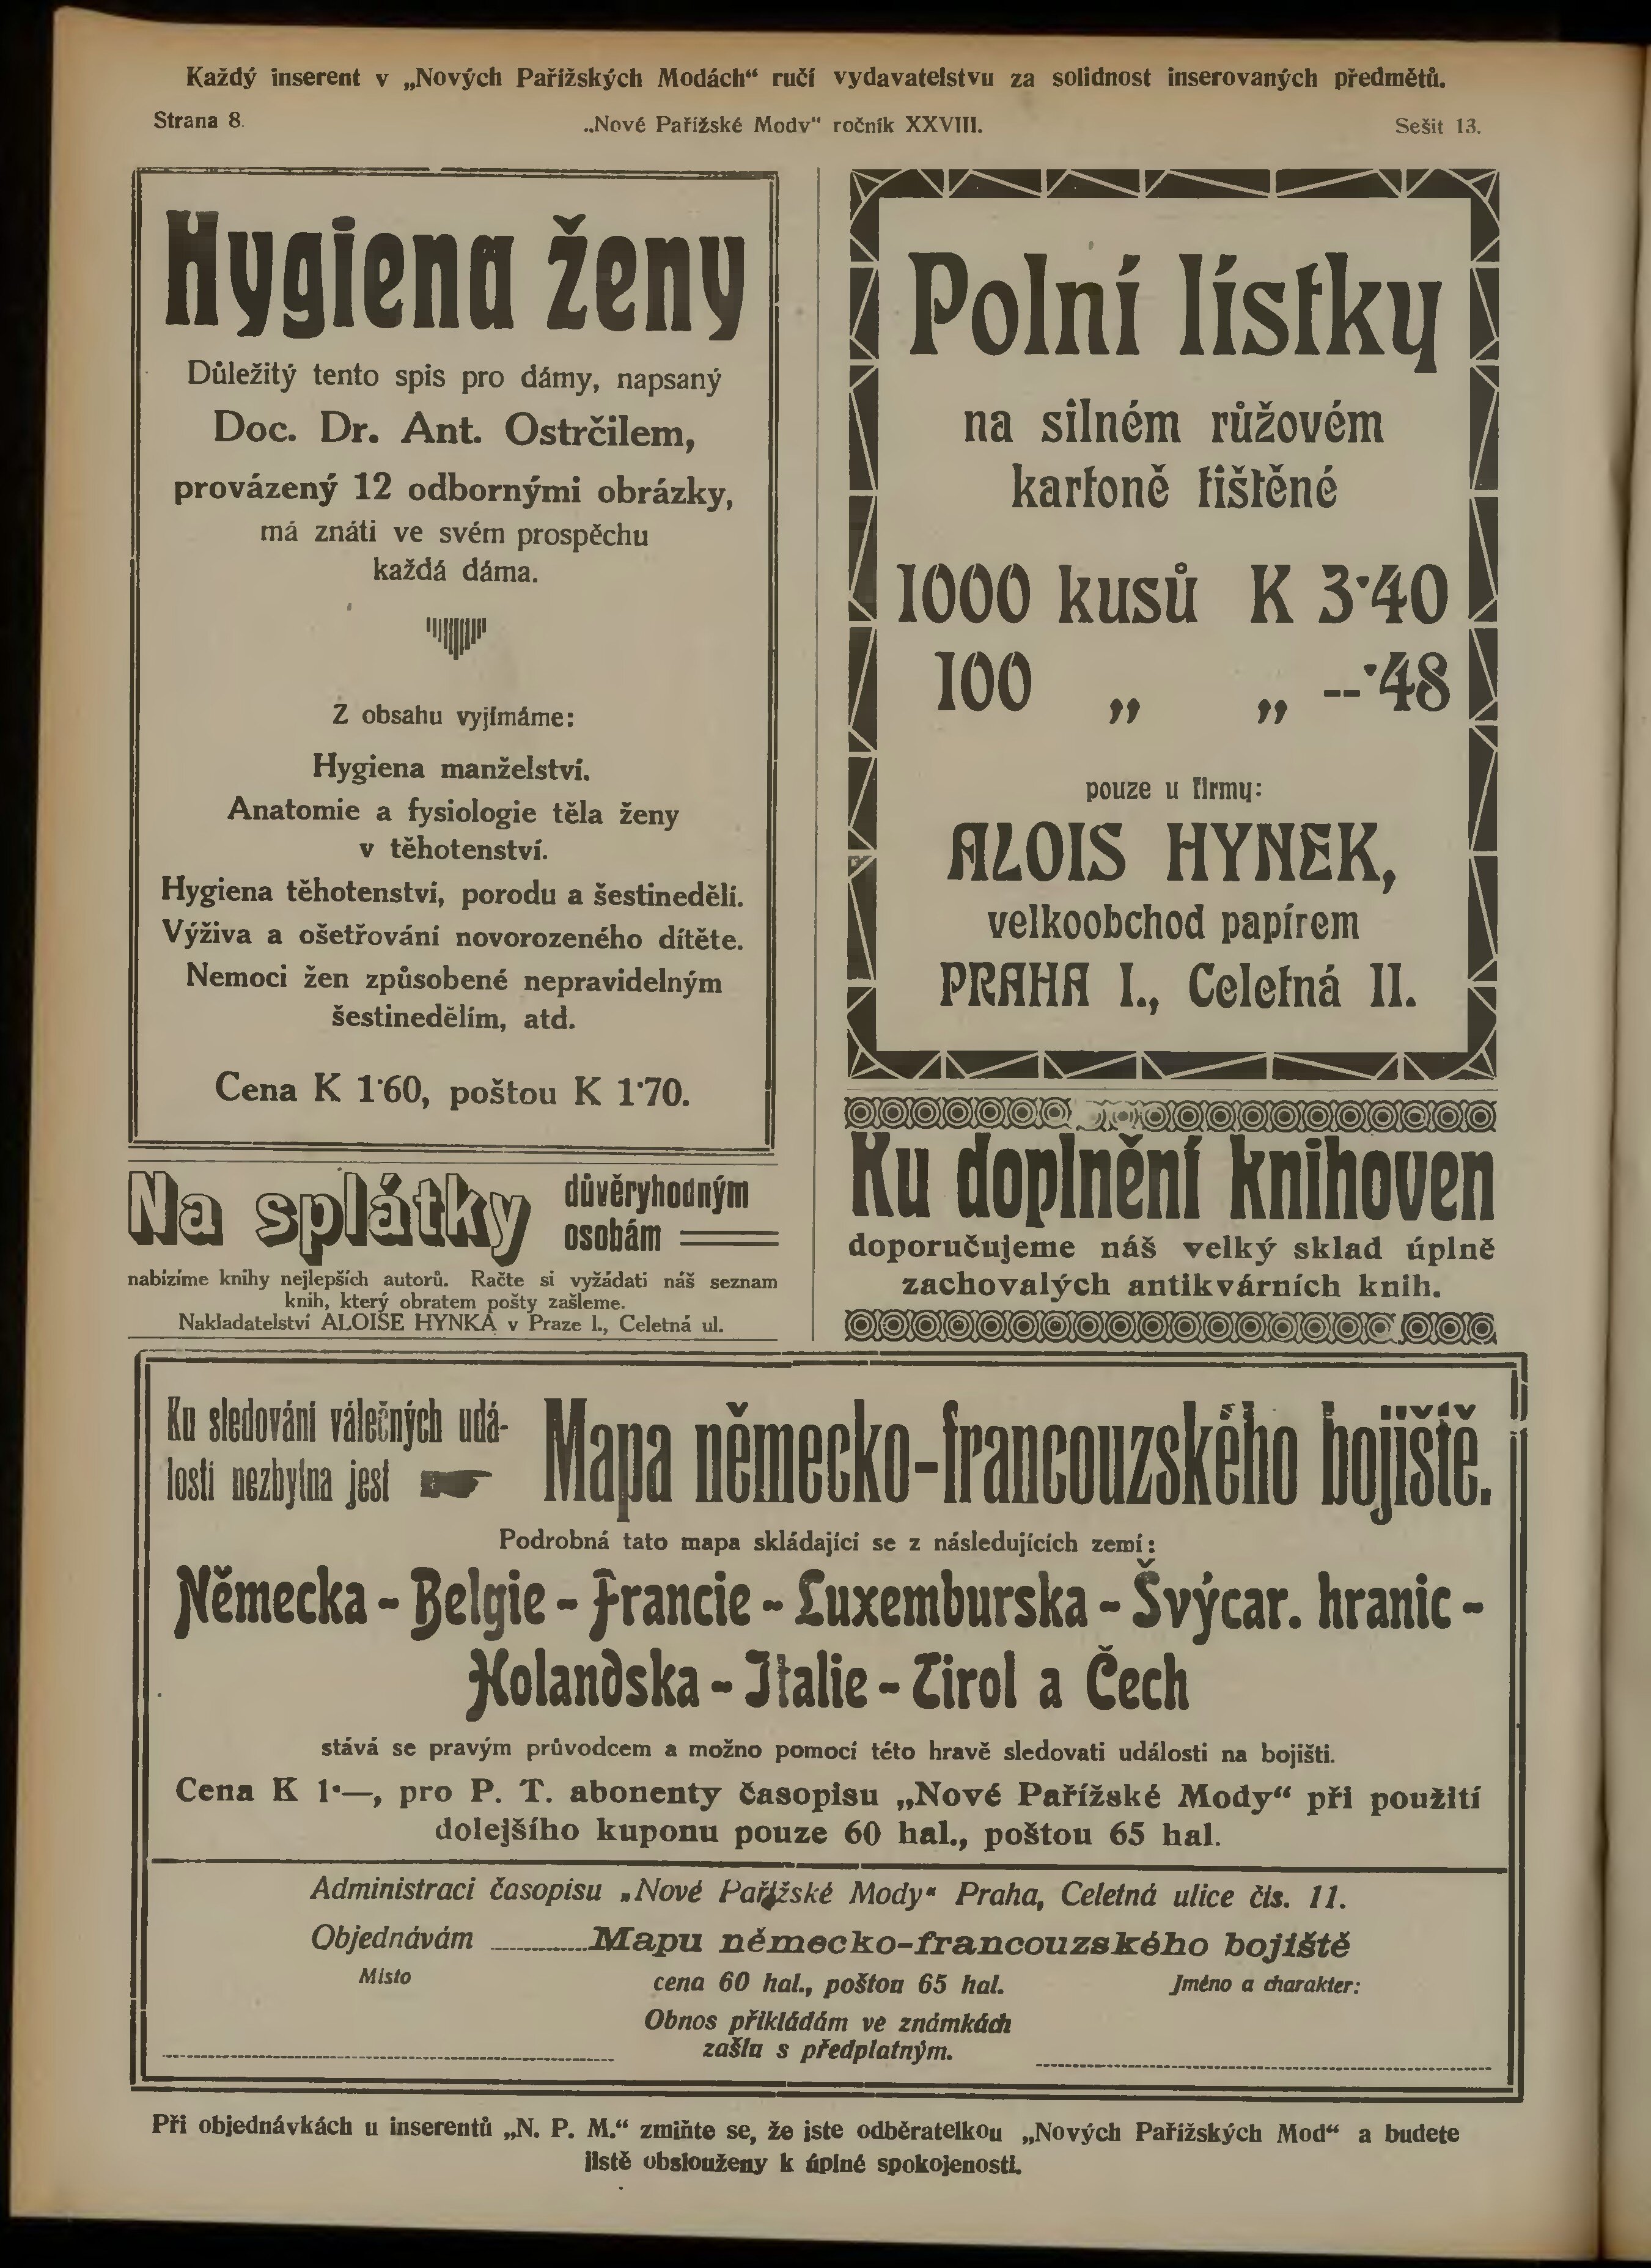 Každý inserent v „Nových Pařížských Modách“ ručí vydavatelstvu za solidnost inserovaných předmětů.
Strana 8.
„Nové Pařížské Mody“ ročník XXVIII.
Sešit 13.
Hygiena ženy
Důležitý tento spis pro dámy, napsaný
Doc. Dr. Ant. Ostrčilem,
provázený 12 odbornými obrázky,
má znáti ve svém prospěchu
každá dáma.
Z obsahu vyjímáme:
Hygiena manželství.
Anatomie a fysiologie těla ženy
v těhotenství.
Hygiena těhotenství, porodu a šestinedělí.
Výživa a ošetřování novorozeného dítěte.
Nemoci žen způsobené nepravidelným
šestinedělím, atd.
Cena K 1·60, poštou K 1·70.
Na splátky důvěryhodným
osobám
nabízíme knihy nejlepších autorů. Račte si vyžádati náš seznam
knih, který obratem pošty zašleme.
Nakladatelství ALOISE HYNKA v Praze I., Celetná ul.
Polní lístky
na silném růžovém
kartoně tištěné
1000 kusů K 3·40
100 „ „ —·48
pouze u firmy:
ALOIS HYNEK,
velkoobchod papírem
PRAHA I., Celetná 11.
Ku doplnění knihoven
doporučujeme náš velký sklad úplně
zachovalých antikvárních knih.
Ku sledování válečných udá-
lostí nezbytna jest
Mapa německo-francouzského bojiště.
Podrobná tato mapa skládající se z následujících zemí:
Německa - Belgie - Francie - Luxemburska - Švýcar. hranic -
Holandska - Italie - Tirol a Čech
stává se pravým průvodcem a možno pomocí této hravě sledovati události na bojišti.
Cena K 1·—, pro P. T. abonenty časopisu „Nové Pařížské Mody“ při použití
dolejšího kuponu pouze 60 hal., poštou 65 hal.
Administraci časopisu „Nové Pařížské Mody“ Praha, Celetná ulice čís. 11.
Objednávám ............ Mapu německo-francouzského bojiště
Místo
cena 60 hal., poštou 65 hal.
Jméno a charakter:
Obnos přikládám ve známkách
zašlu s předplatným.
Při objednávkách u inserentů „N. P. M.“ zmiňte se, že jste odběratelkou „Nových Pařížských Mod“ a budete
jistě obslouženy k úplné spokojenosti.